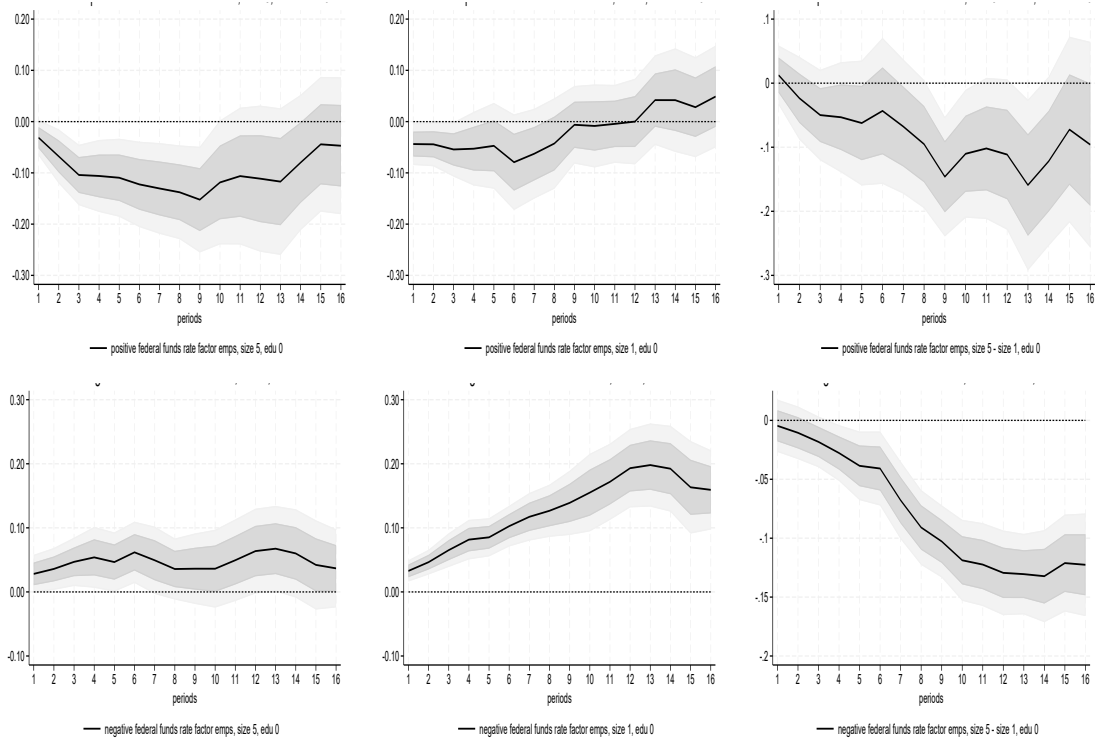 0.20
0.10
0.00
-0.10
-0.20
-0.30
1 2 3 4 5 6 7 8 9 10 11 12 13 14 15 16
periods
positive federal funds rate factor emps, size 5, edu 0
0.20
0.10
0.00
-0.10
-0.20
-0.30
1 2 3 4 5 6 7 8 9 10 11 12 13 14 15 16
periods
positive federal funds rate factor emps, size 1, edu 0
.1
0
-.1
-.2
-.3
1 2 3 4 5 6 7 8 9 10 11 12 13 14 15 16
periods
positive federal funds rate factor emps, size 5 - size 1, edu 0
0.30
0.20
0.10
0.00
-0.10
1 2 3 4 5 6 7 8 9 10 11 12 13 14 15 16
periods
negative federal funds rate factor emps, size 5, edu 0
0.30
0.20
0.10
0.00
-0.10
1 2 3 4 5 6 7 8 9 10 11 12 13 14 15 16
periods
negative federal funds rate factor emps, size 1, edu 0
0
-.05
-.1
-.15
-.2
1 2 3 4 5 6 7 8 9 10 11 12 13 14 15 16
periods
negative federal funds rate factor emps, size 5 - size 1, edu 0